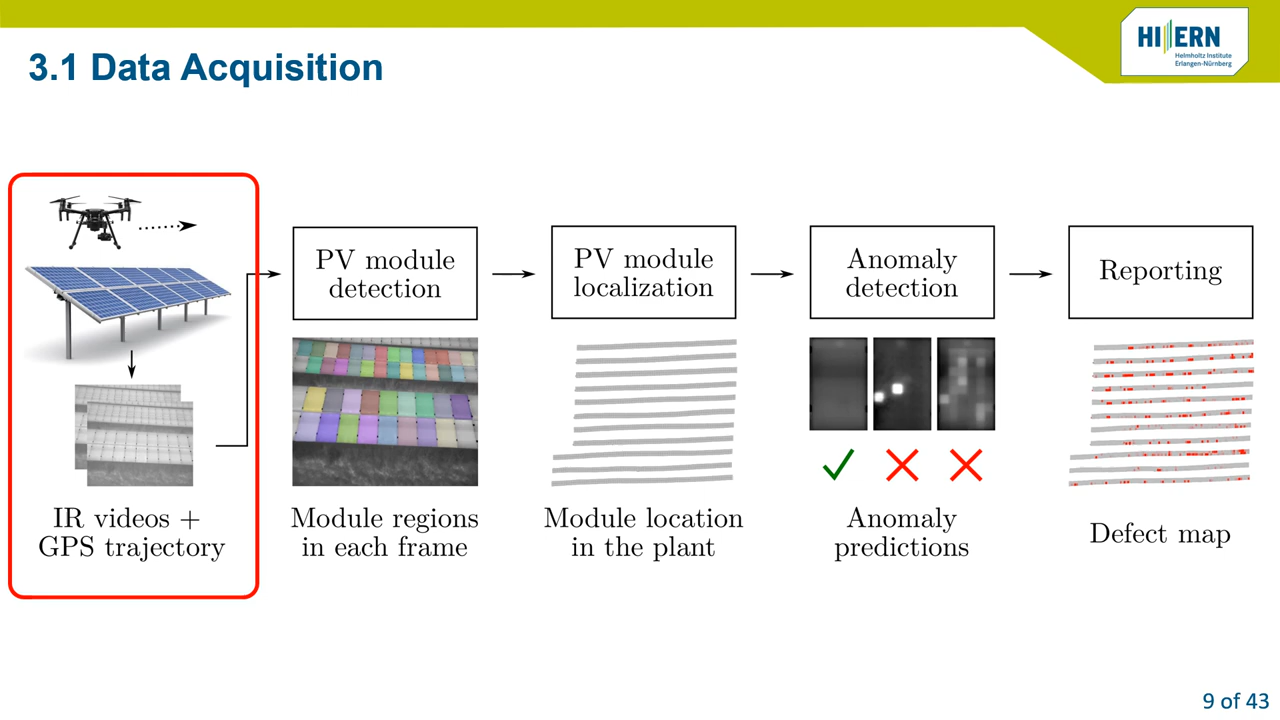 3.1 Data Acquisition
HI ERN
Helmholtz Institute
Erlangen-Nürnberg
PV module
detection
PV module
localization
Anomaly
detection
Reporting
IR videos +
GPS trajectory
Module regions
in each frame
Module location
in the plant
Anomaly
predictions
Defect map
9 of 43